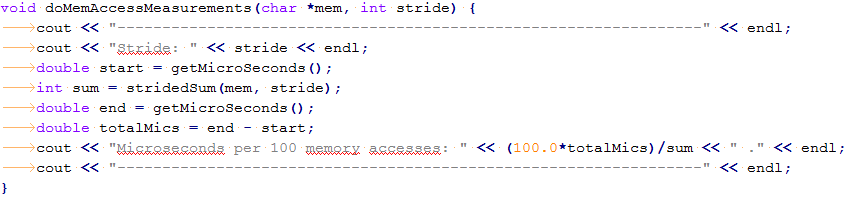 void doMemAccessMeasurements(char *mem, int stride) {
cout << "-----------------------------------------------------------------" << endl;
cout << "Stride: " << stride << endl;
double start = getMicroSeconds();
int sum = stridedSum(mem, stride);
double end = getMicroSeconds();
double totalMics = end - start;
cout << "Microseconds per 100 memory accesses: " << (100.0*totalMics)/sum << " ." << endl;
cout << "-----------------------------------------------------------------" << endl;
}